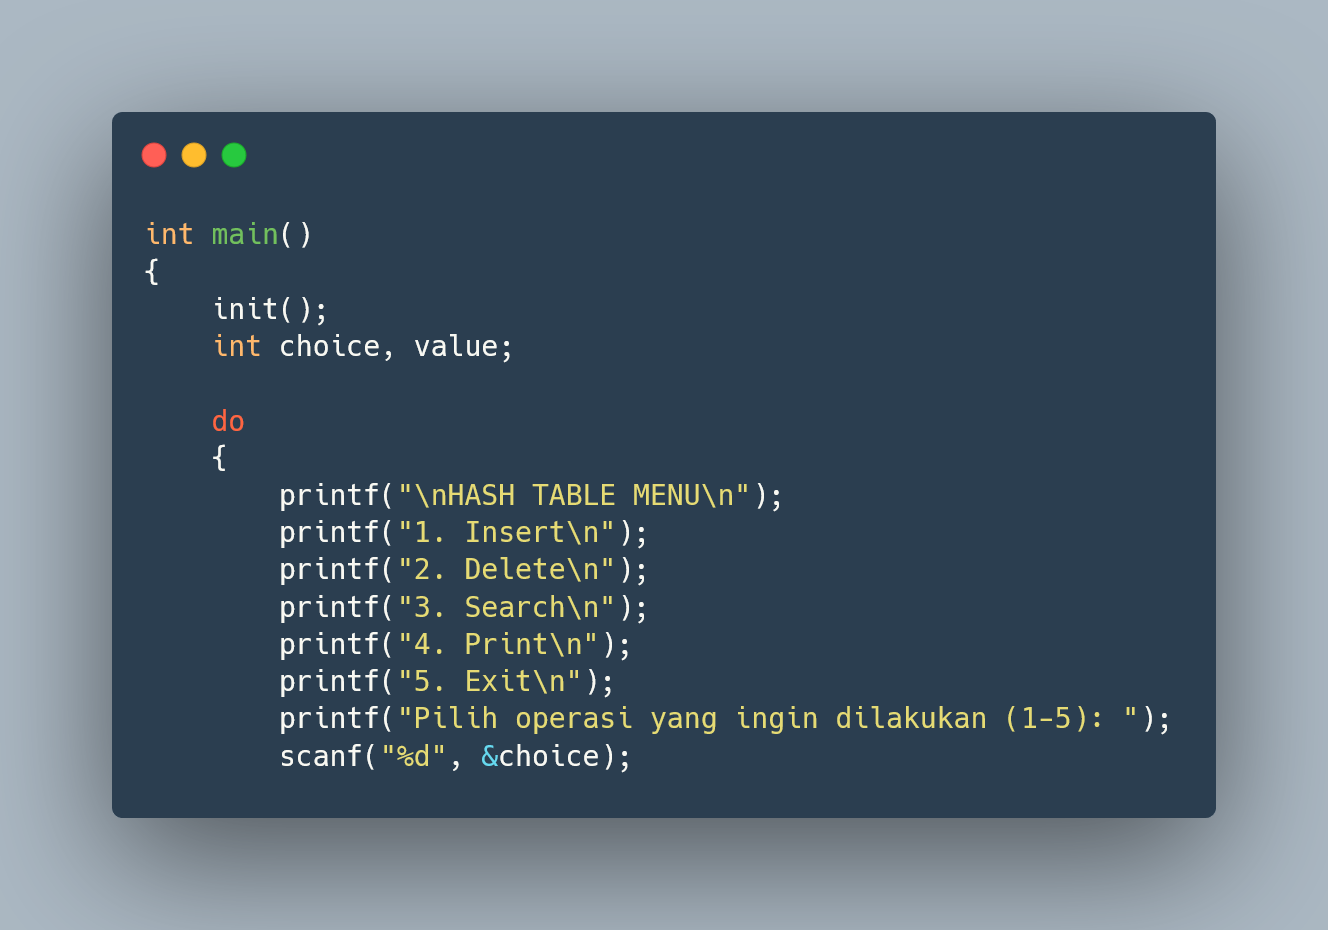 int main()
{
    init();
    int choice, value;

    do
    {
        printf("\nHASH TABLE MENU\n");
        printf("1. Insert\n");
        printf("2. Delete\n");
        printf("3. Search\n");
        printf("4. Print\n");
        printf("5. Exit\n");
        printf("Pilih operasi yang ingin dilakukan (1-5): ");
        scanf("%d", &choice);